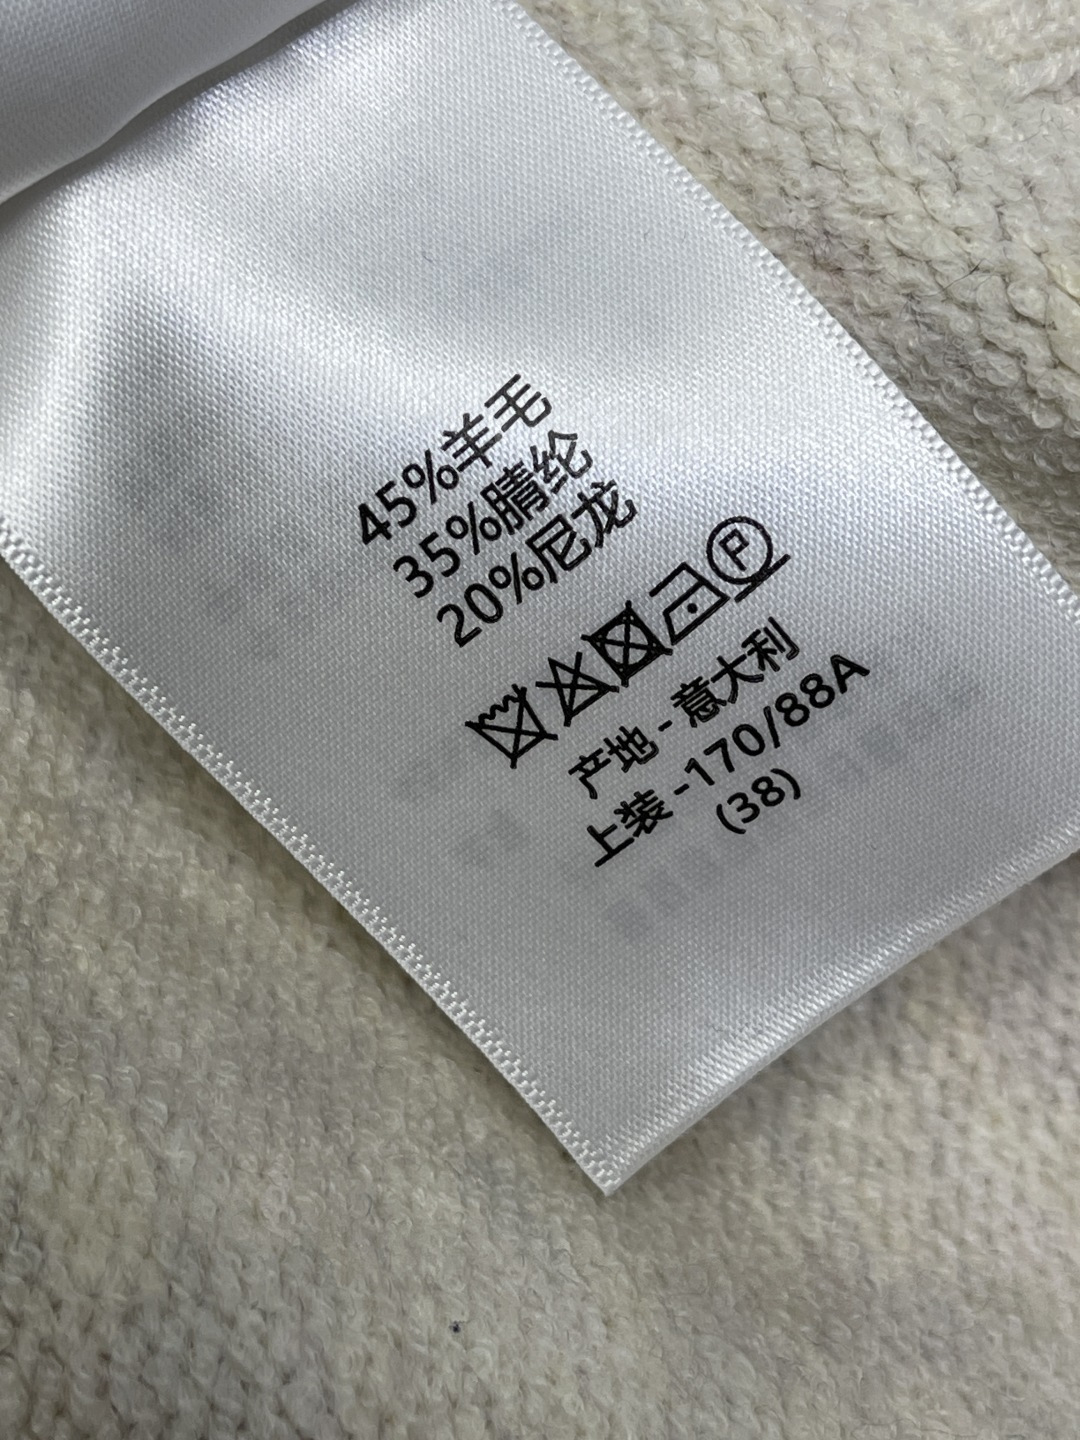 45%羊毛
35%腈纶
20%尼龙
P
产地 - 意大利
上装 -170/88A
(38)